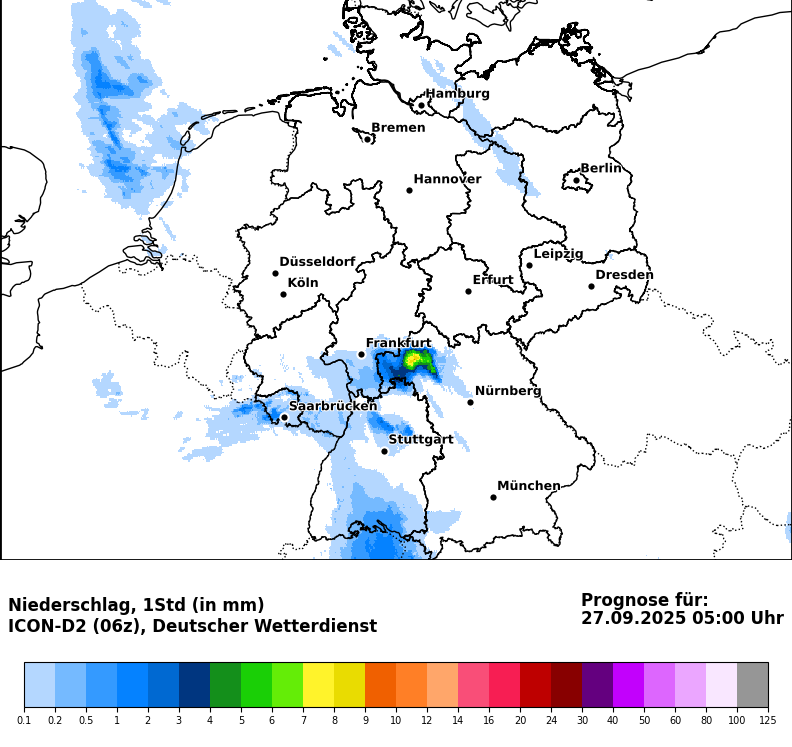 Hamburg
Bremen
Berlin
Hannover
Leipzig
Düsseldorf
Dresden
Köln
Erfurt
Frankfurt
Nürnberg
Saarbrücken
Stuttgart
München
Niederschlag, 1Std (in mm)
ICON-D2 (06z), Deutscher Wetterdienst
Prognose für:
27.09.2025 05:00 Uhr
0.1 0.2 0.5 1 2 3 4 5 6 7 8 9 10 12 14 16 20 24 30 40 50 60 80 100 125